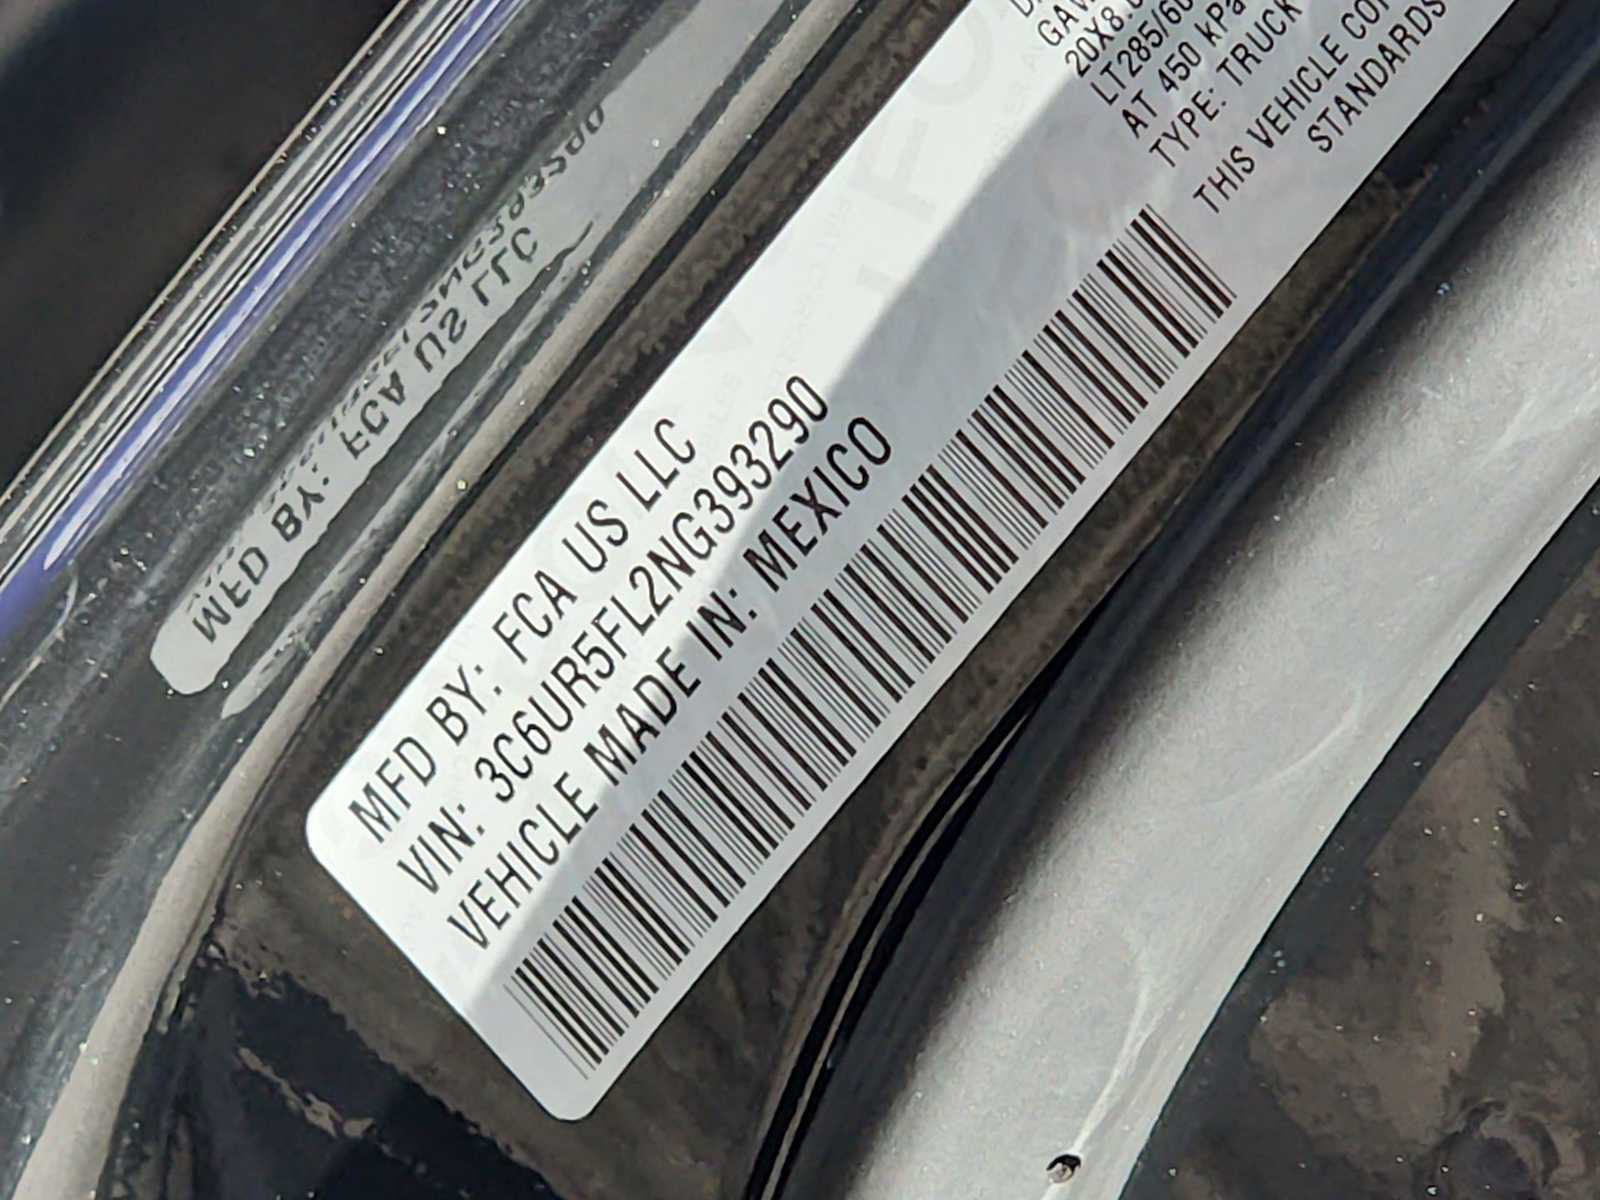 MFD BY: FCA US LLC
VIN: 3C6UR5FL2NG393290
VEHICLE MADE IN: MEXICO
20X8.0
LT285/60
AT 450 kPa
TYPE: TRUCK
THIS VEHICLE CON
STANDARDS
MFD BY: FCA US LLC